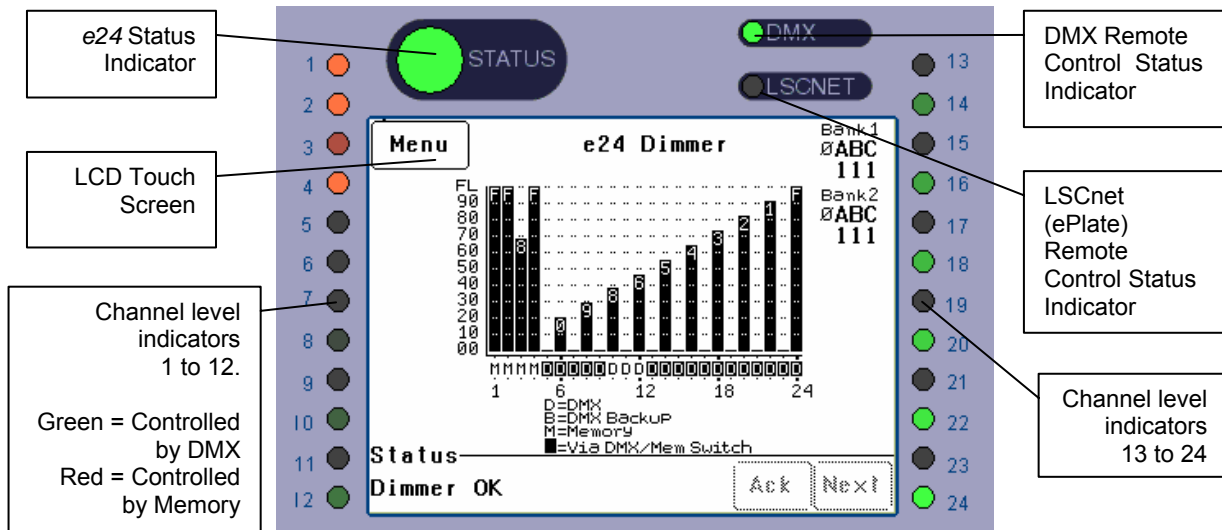 e24 Status
Indicator
LCD Touch
Screen
Channel level
indicators
1 to 12.
Green = Controlled
by DMX
Red = Controlled
by Memory
STATUS
DMX
LSCNET
1
2
3
4
5
6
7
8
9
10
11
12
Menu
e24 Dimmer
Bank1
ØABC
111
Bank2
ØABC
111
FL
90
80
70
60
50
40
30
20
10
00
F F 8 F 0 9 8 6 5 4 3 2 1 F
M M M M D D D D D D D D D D D D D D D D D D D D
1 6 12 18 24
D=DMX
B=DMX Backup
M=Memory
█=Via DMX/Mem Switch
Status
Dimmer OK
Ack
Next
13
14
15
16
17
18
19
20
21
22
23
24
DMX Remote
Control Status
Indicator
LSCnet
(ePlate)
Remote
Control Status
Indicator
Channel level
indicators
13 to 24